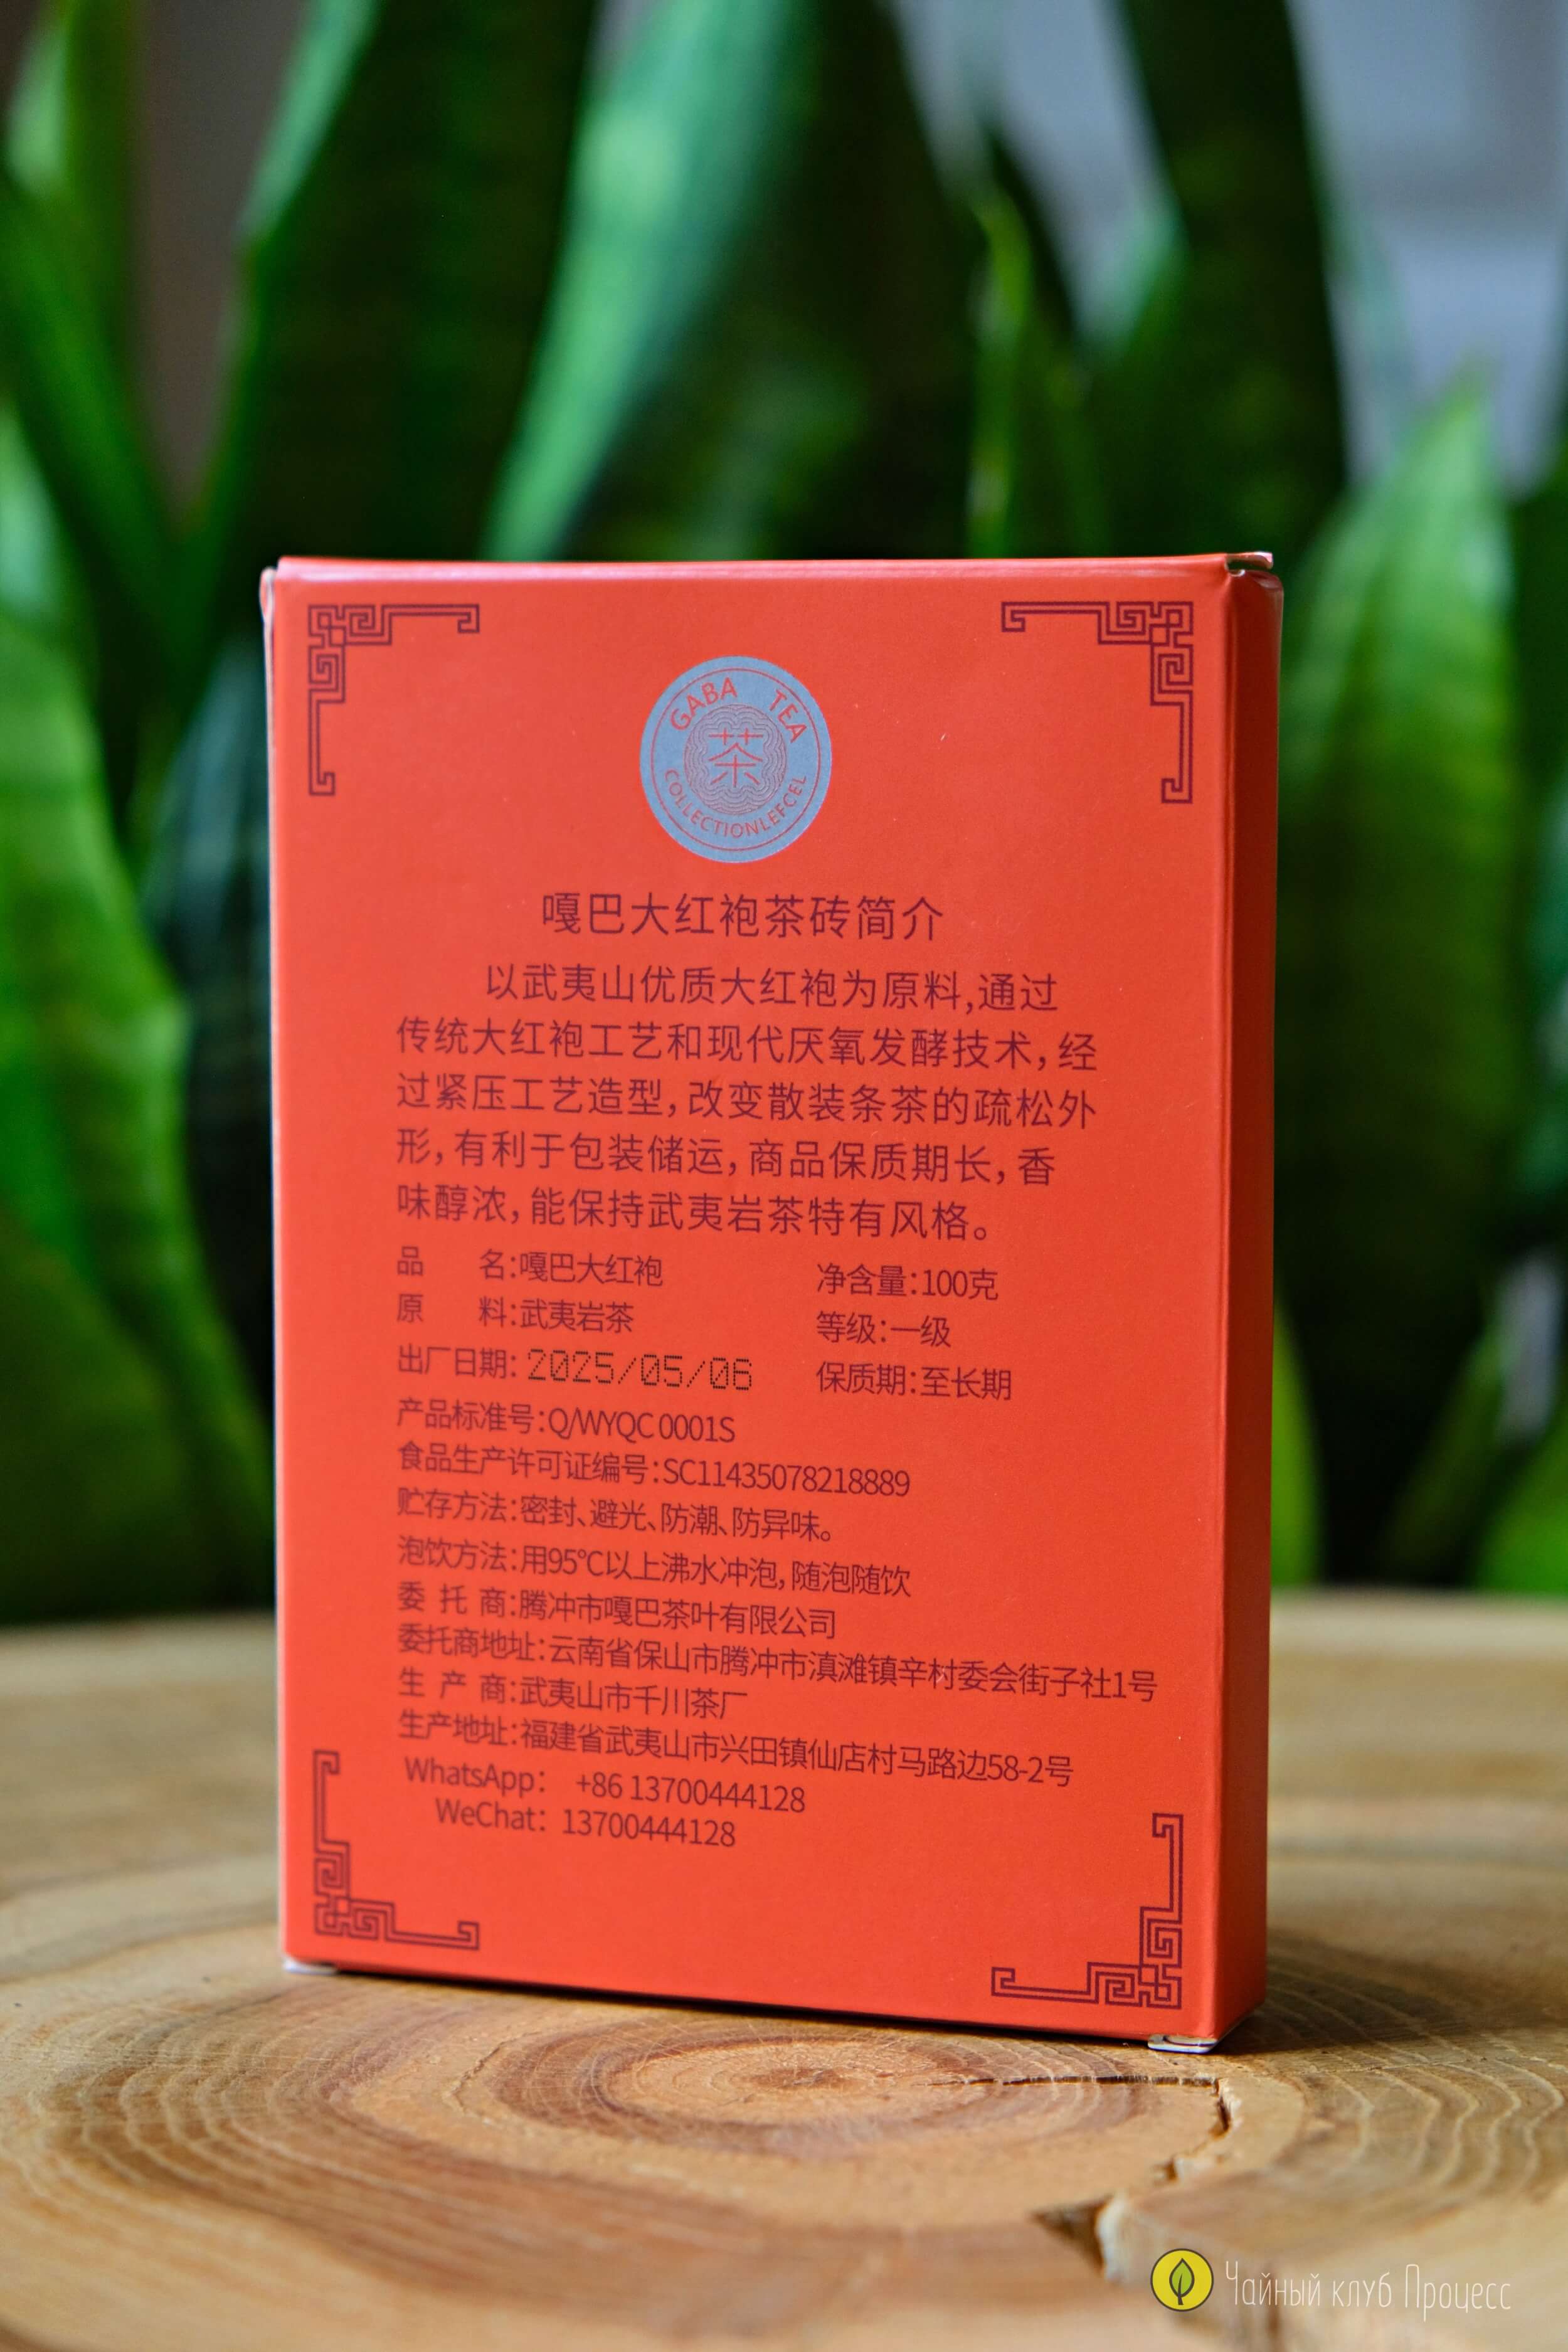 GABA TEA
茶
COLLECTIONLEFCEL
嘎巴大红袍茶砖简介
以武夷山优质大红袍为原料,通过
传统大红袍工艺和现代厌氧发酵技术,经
过紧压工艺造型,改变散装条茶的疏松外
形,有利于包装储运,商品保质期长,香
味醇浓,能保持武夷岩茶特有风格。
品 名:嘎巴大红袍 净含量:100克
原 料:武夷岩茶 等级:一级
出厂日期: 2025/05/06 保质期:至长期
产品标准号:Q/WYQC 0001S
食品生产许可证编号:SC11435078218889
贮存方法:密封、避光、防潮、防异味。
泡饮方法:用95°C以上沸水冲泡,随泡随饮
委 托 商:腾冲市嘎巴茶叶有限公司
委托商地址:云南省保山市腾冲市滇滩镇辛村委会街子社1号
生 产 商:武夷山市千川茶厂
生产地址:福建省武夷山市兴田镇仙店村马路边58-2号
WhatsApp: +86 13700444128
WeChat: 13700444128
Чайный клуб Процесс